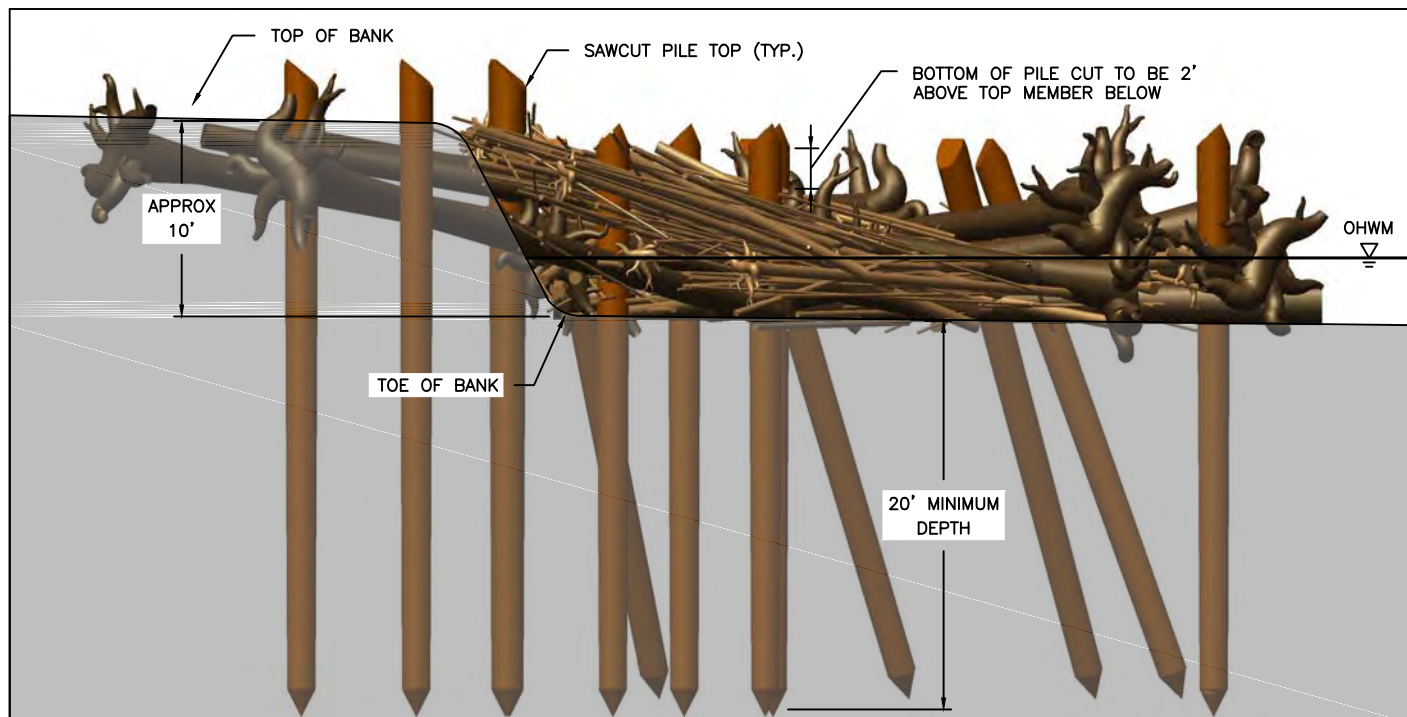 TOP OF BANK
SAWCUT PILE TOP (TYP.)
BOTTOM OF PILE CUT TO BE 2'
ABOVE TOP MEMBER BELOW
APPROX
10'
OHWM
TOE OF BANK
20' MINIMUM
DEPTH